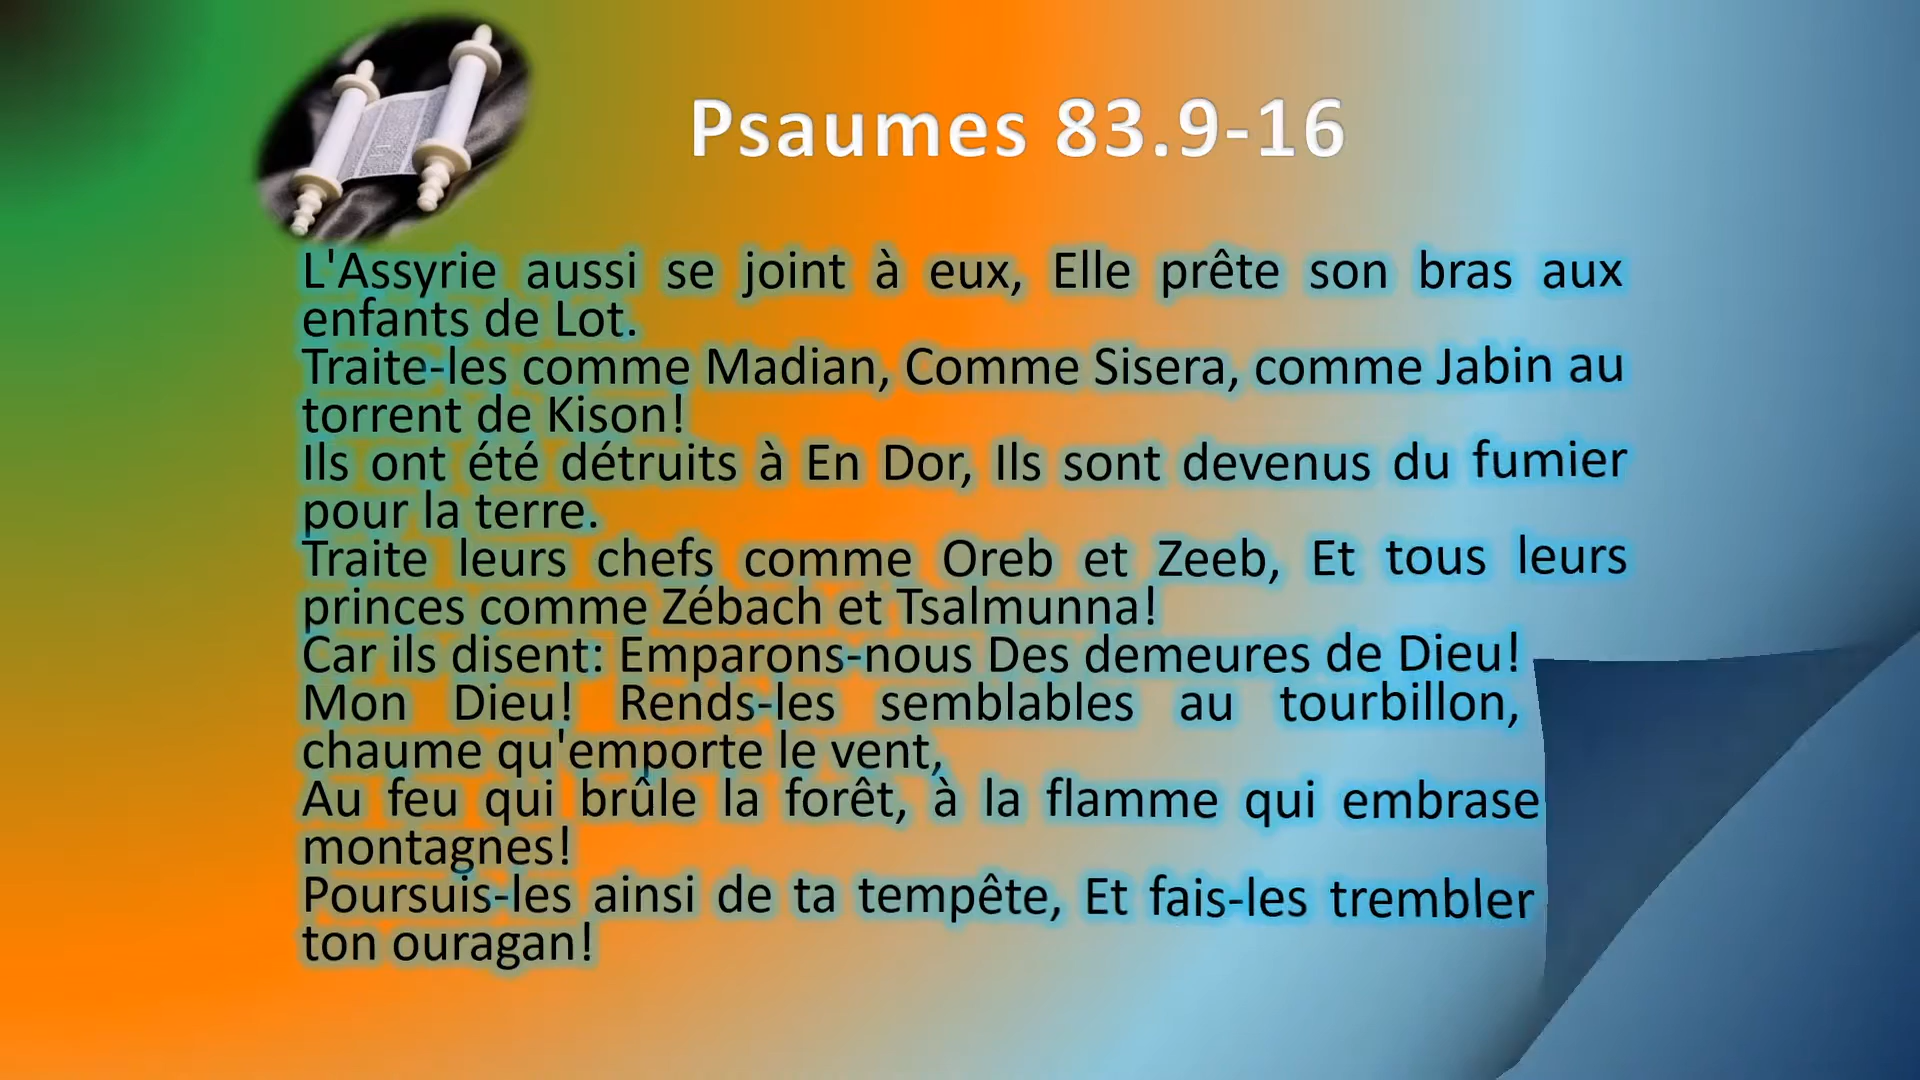 Psaumes 83.9-16
L'Assyrie aussi se joint à eux, Elle prête son bras aux
enfants de Lot.
Traite-les comme Madian, Comme Sisera, comme Jabin au
torrent de Kison!
Ils ont été détruits à En Dor, Ils sont devenus du fumier
pour la terre.
Traite leurs chefs comme Oreb et Zeeb, Et tous leurs
princes comme Zébach et Tsalmunna!
Car ils disent: Emparons-nous Des demeures de Dieu!
Mon Dieu! Rends-les semblables au tourbillon,
chaume qu'emporte le vent,
Au feu qui brûle la forêt, à la flamme qui embrase
montagnes!
Poursuis-les ainsi de ta tempête, Et fais-les trembler
ton ouragan!